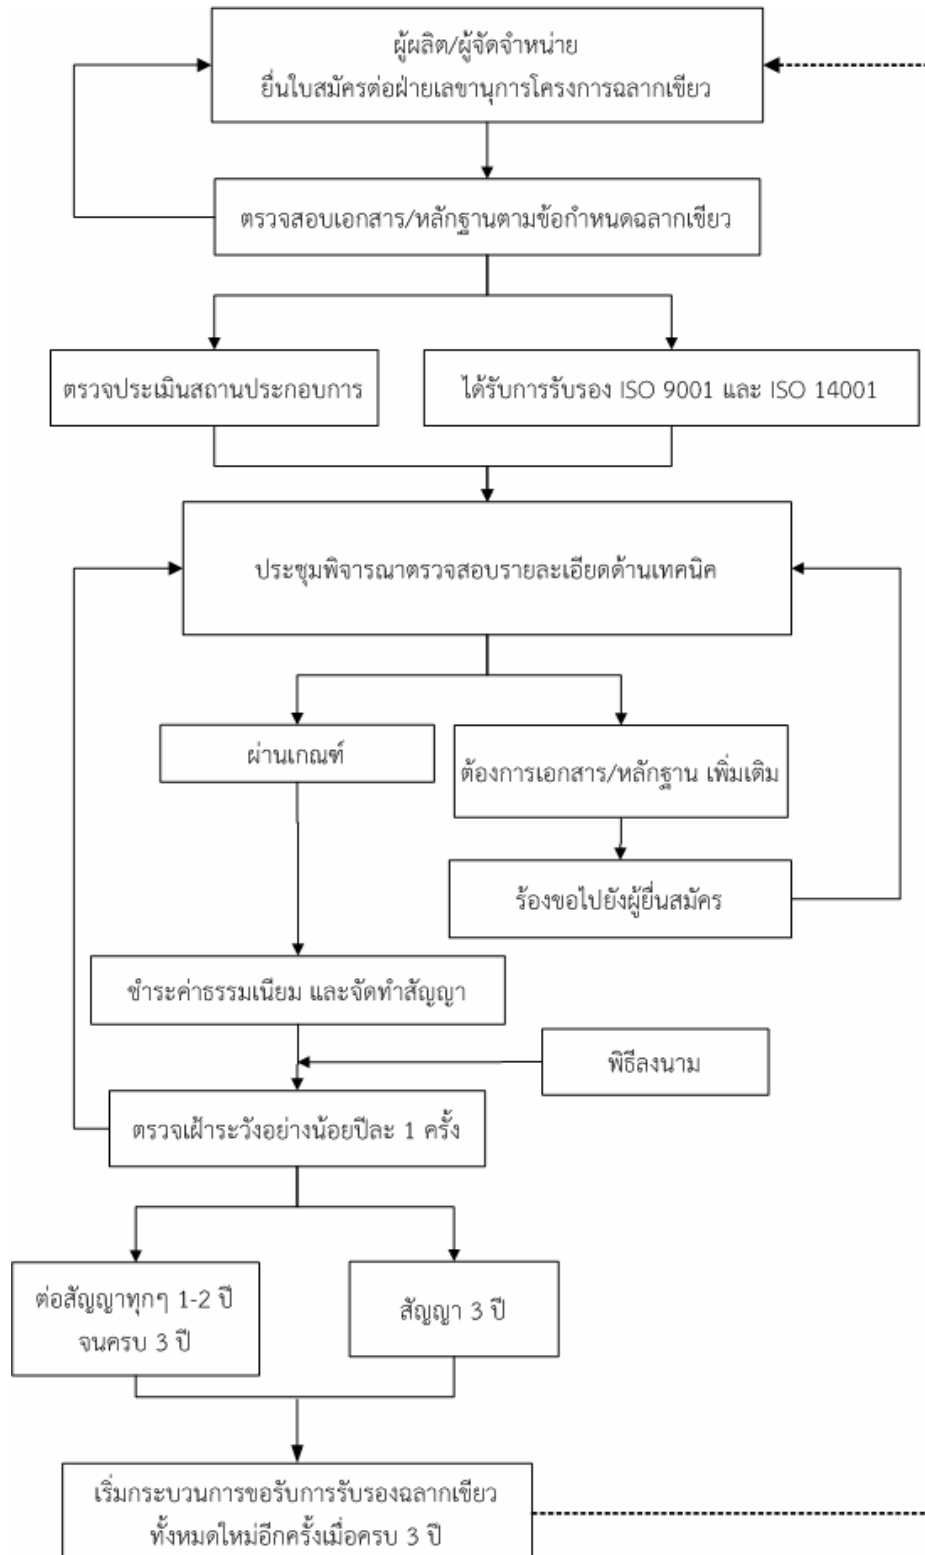 ผู้ผลิต/ผู้จัดจำหน่าย
ยื่นใบสมัครต่อฝ่ายเลขานุการโครงการฉลากเขียว
ตรวจสอบเอกสาร/หลักฐานตามข้อกำหนดฉลากเขียว
ตรวจประเมินสถานประกอบการ
ได้รับการรับรอง ISO 9001 และ ISO 14001
ประชุมพิจารณาตรวจสอบรายละเอียดด้านเทคนิค
ผ่านเกณฑ์
ต้องการเอกสาร/หลักฐาน เพิ่มเติม
ร้องขอไปยังผู้ยื่นสมัคร
ชำระค่าธรรมเนียม และจัดทำสัญญา
พิธีลงนาม
ตรวจเฝ้าระวังอย่างน้อยปีละ 1 ครั้ง
ต่อสัญญาทุกๆ 1-2 ปี
จนครบ 3 ปี
สัญญา 3 ปี
เริ่มกระบวนการขอรับการรับรองฉลากเขียว
ทั้งหมดใหม่อีกครั้งเมื่อครบ 3 ปี